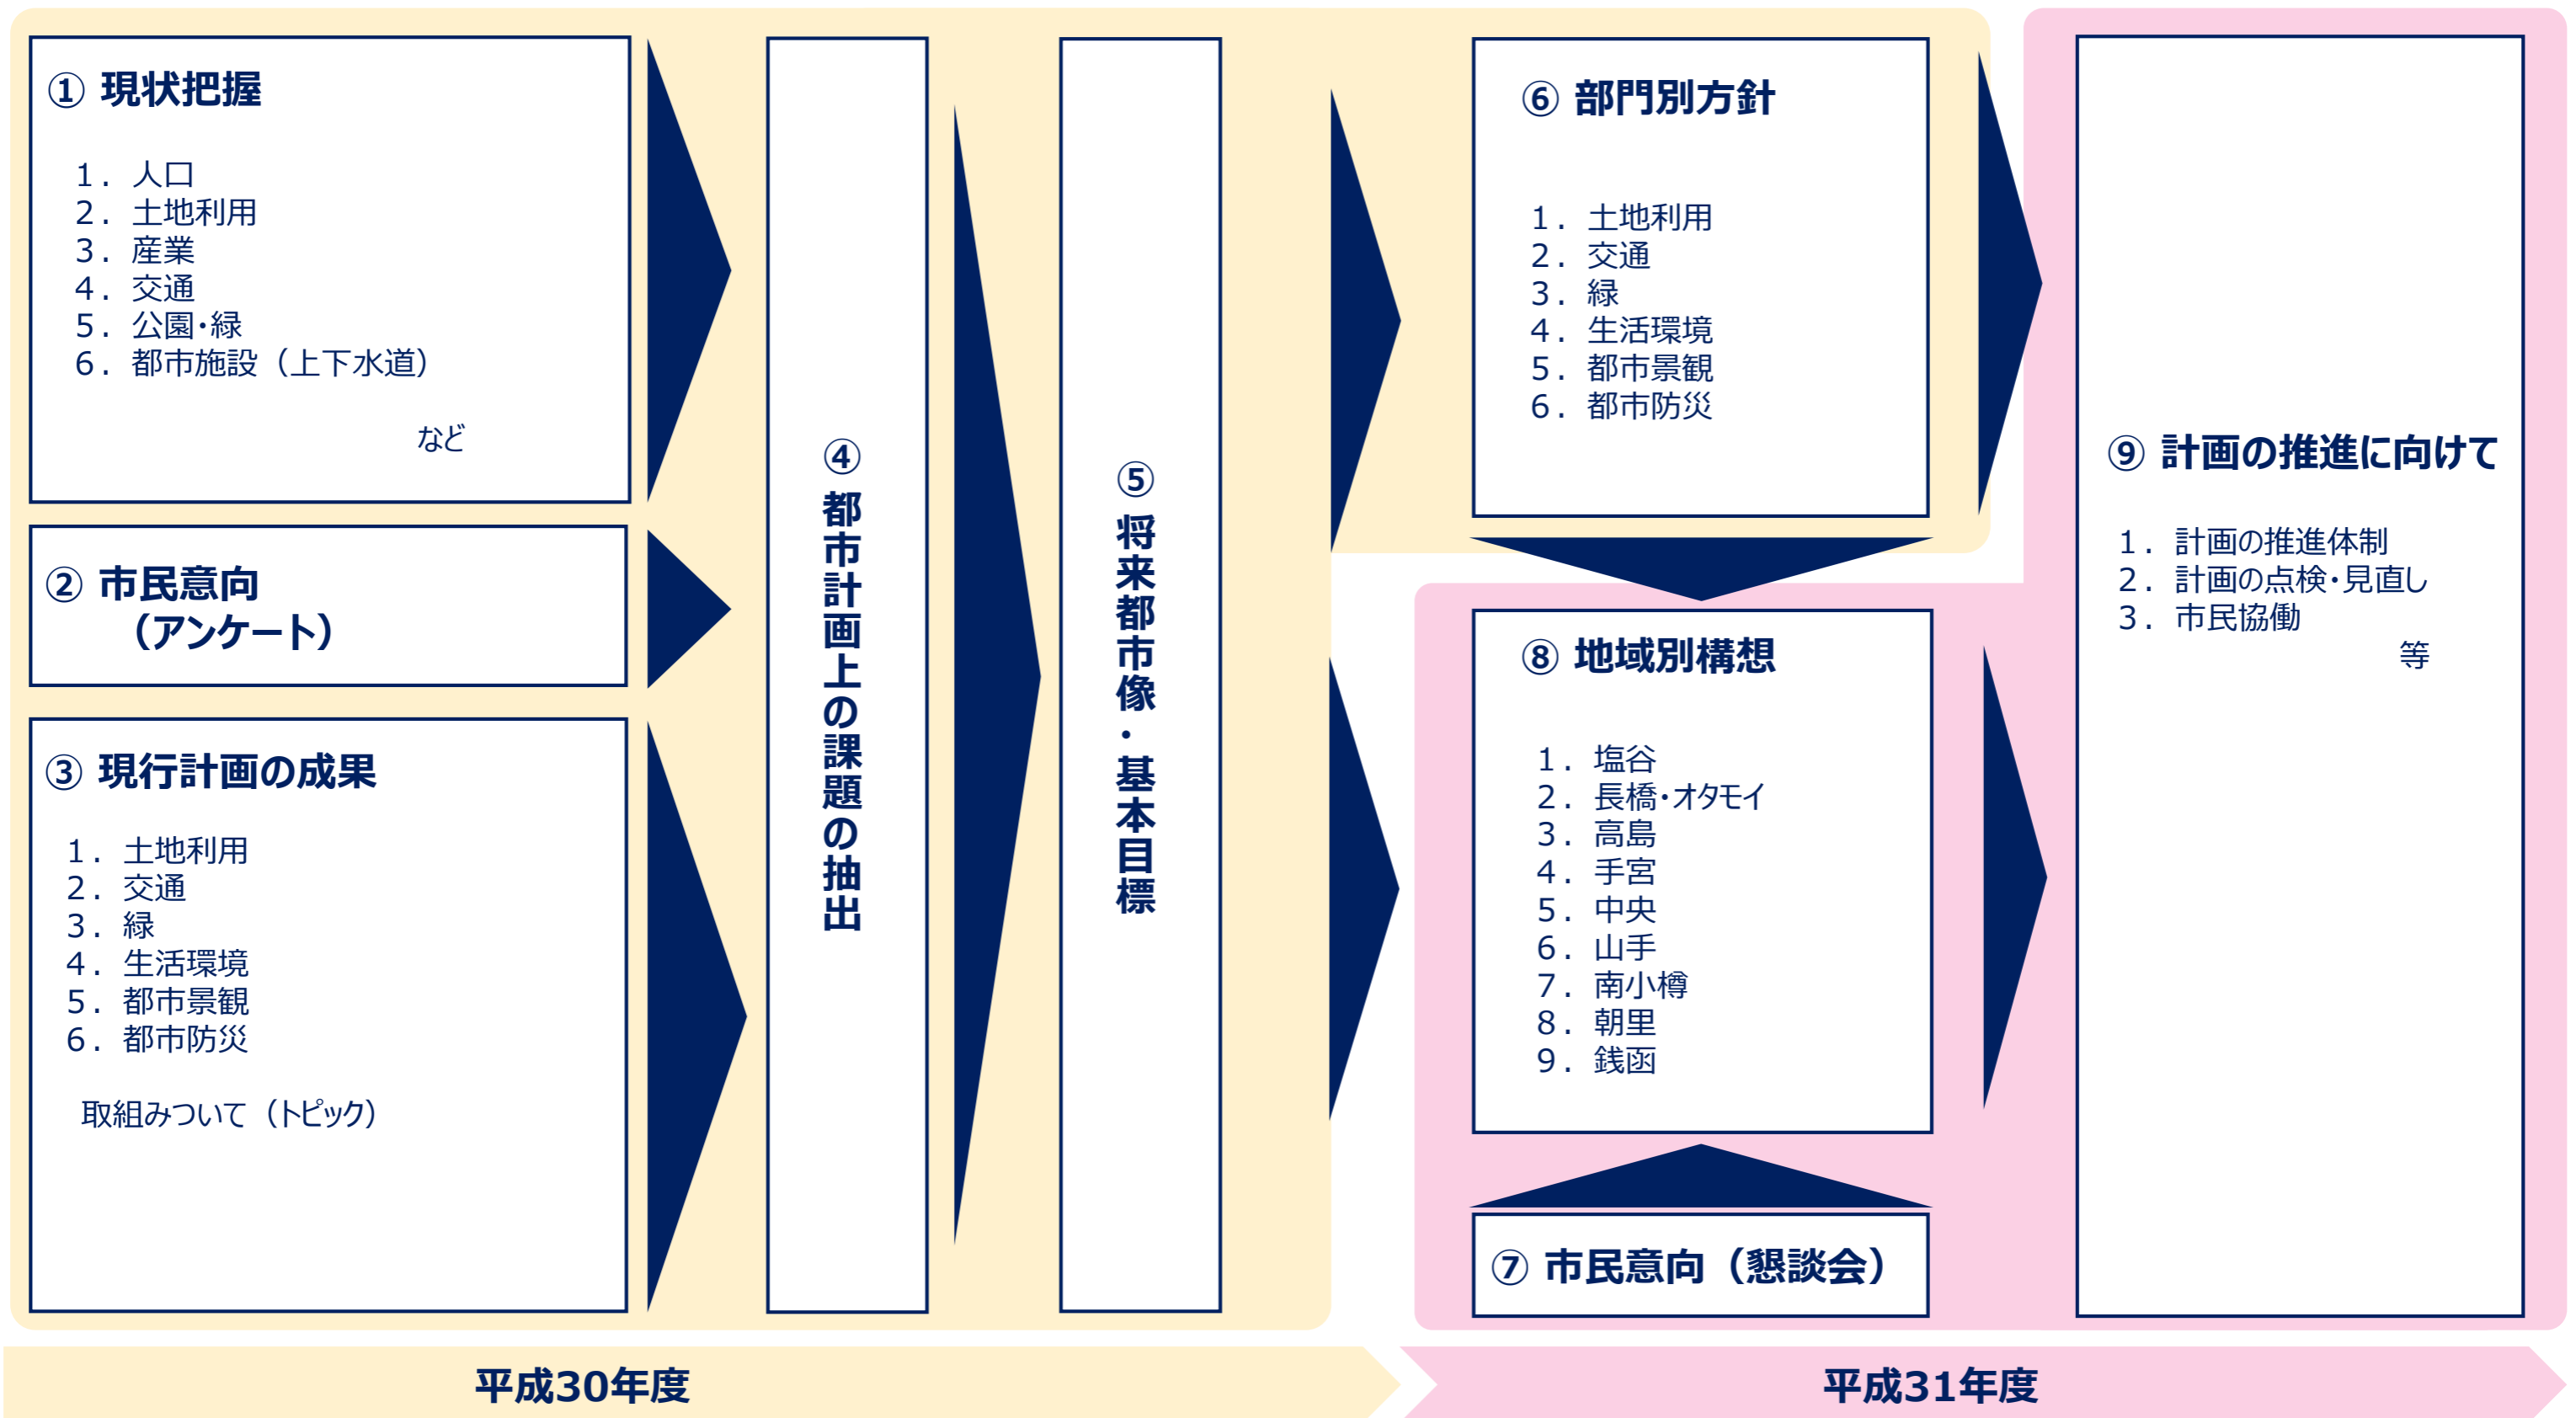 ① 現状把握
1. 人口
2. 土地利用
3. 産業
4. 交通
5. 公園・緑
6. 都市施設（上下水道）
など
② 市民意向
（アンケート）
③ 現行計画の成果
1. 土地利用
2. 交通
3. 緑
4. 生活環境
5. 都市景観
6. 都市防災
取組みついて（トピック）
④ 都市計画上の課題の抽出
⑤ 将来都市像・基本目標
⑥ 部門別方針
1. 土地利用
2. 交通
3. 緑
4. 生活環境
5. 都市景観
6. 都市防災
⑧ 地域別構想
1. 塩谷
2. 長橋・オタモイ
3. 高島
4. 手宮
5. 中央
6. 山手
7. 南小樽
8. 朝里
9. 銭函
⑦ 市民意向（懇談会）
⑨ 計画の推進に向けて
1. 計画の推進体制
2. 計画の点検・見直し
3. 市民協働
等
平成30年度
平成31年度